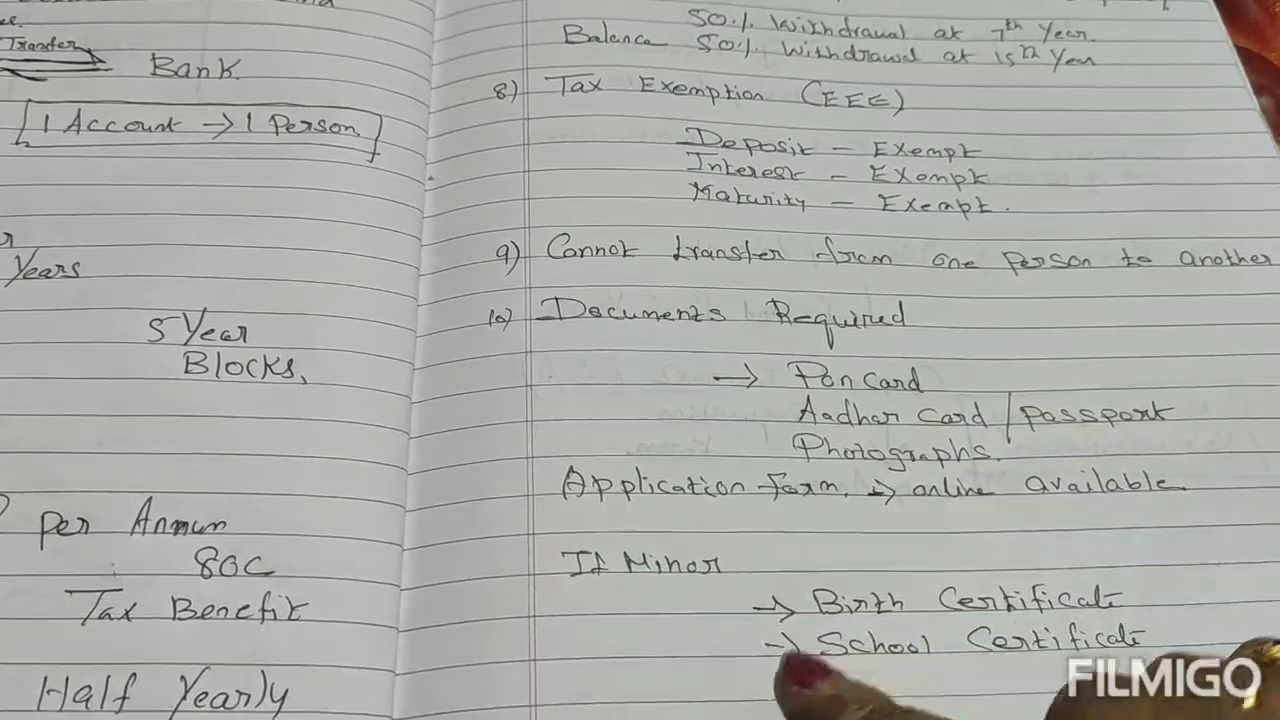 Transfer
Bank
1 Account → 1 Person
Years
5 Year
Blocks,
Per Annum
80C
Tax Benefit
Half Yearly
50% Withdrawal at 7th Year.
Balance 50% Withdrawal at 15th Year
8) Tax Exemption (EEE)
Deposit - Exempt
Interest - Exempt
Maturity - Exempt.
9) Cannot transfer from one Person to another
10) Documents Required
→ Pan Card
Aadhar Card / Passport
Photographs.
Application Form → online available
If Minor
→ Birth Certificate
→ School Certificate
FILMIGO